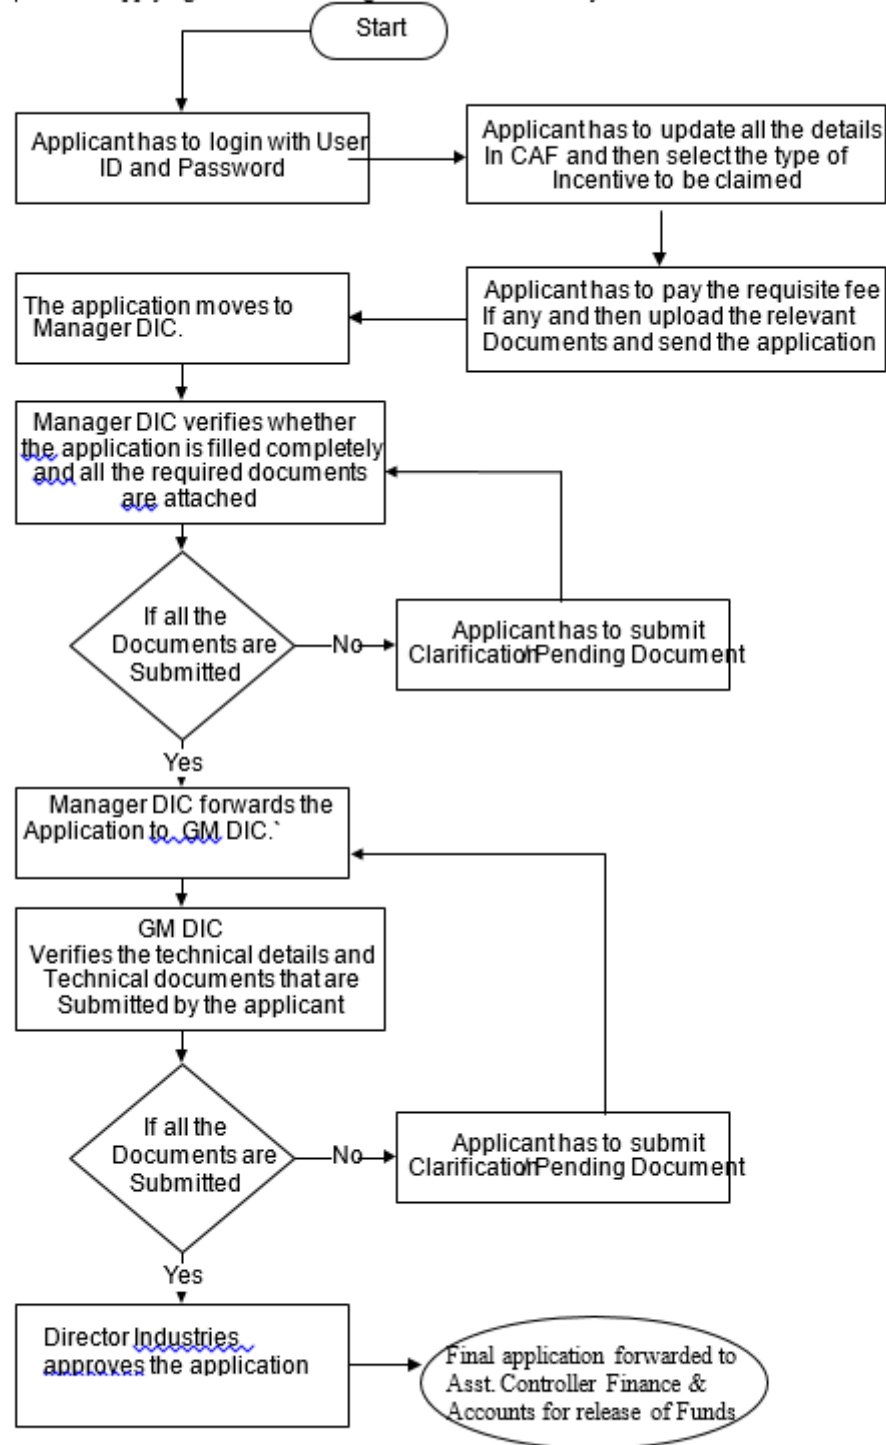 Start
Applicant has to login with User
ID and Password
Applicant has to update all the details
In CAF and then select the type of
Incentive to be claimed
Applicant has to pay the requisite fee
If any and then upload the relevant
Documents and send the application
The application moves to
Manager DIC.
Manager DIC verifies whether
the application is filled completely
and all the required documents
are attached
If all the
Documents are
Submitted
No
Applicant has to submit
Clarification/Pending Document
Yes
Manager DIC forwards the
Application to GM DIC.`
GM DIC
Verifies the technical details and
Technical documents that are
Submitted by the applicant
If all the
Documents are
Submitted
No
Applicant has to submit
Clarification/Pending Document
Yes
Director Industries
approves the application
Final application forwarded to
Asst. Controller Finance &
Accounts for release of Funds